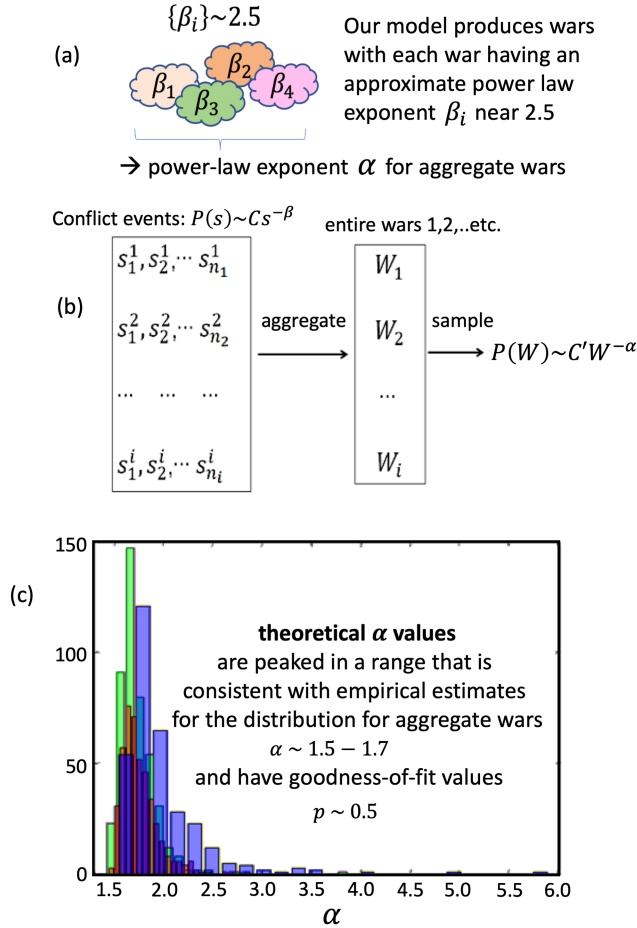 (a)
{βᵢ}~2.5
β₁
β₂
β₃
β₄
Our model produces wars
with each war having an
approximate power law
exponent βᵢ near 2.5
→ power-law exponent α for aggregate wars
Conflict events: P(s)~Cs^−β
entire wars 1,2,..etc.
(b)
s₁¹,s₂¹,⋯ sₙ₁¹
s₁²,s₂²,⋯ sₙ₂²
... ... ...
s₁ⁱ,s₂ⁱ,⋯ sₙᵢⁱ
aggregate
W₁
W₂
...
Wᵢ
sample
P(W)~C′W^−α
(c)
150
100
50
0
theoretical α values
are peaked in a range that is
consistent with empirical estimates
for the distribution for aggregate wars
α ~ 1.5 − 1.7
and have goodness-of-fit values
p ~ 0.5
1.5 2.0 2.5 3.0 3.5 4.0 4.5 5.0 5.5 6.0
α